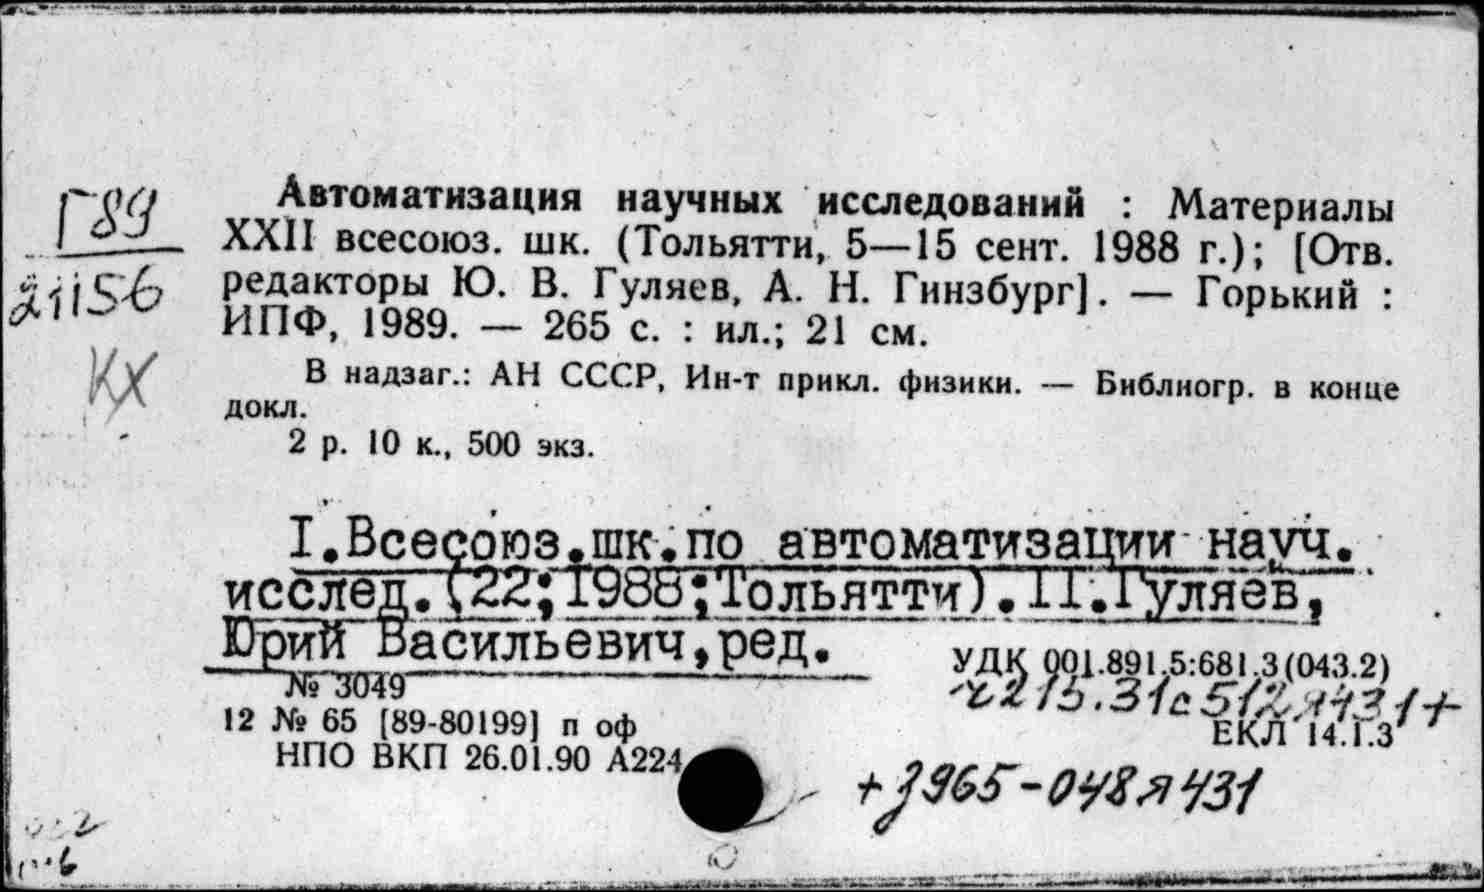 Г89
21156
КХ
Автоматизация научных исследований : Материалы
XXII всесоюз. шк. (Тольятти, 5—15 сент. 1988 г.); [Отв.
редакторы Ю. В. Гуляев, А. Н. Гинзбург]. — Горький :
ИПФ, 1989. — 265 с. : ил.; 21 см.
В надзаг.: АН СССР, Ин-т прикл. физики. — Библиогр. в конце
докл.
2 р. 10 к., 500 экз.
I.Всесоюз.шк.по автоматизации науч.
исслед.(22;1988;Тольятти).II.Гуляев,
Юрий Васильевич,ред.
УДК 001.891.5:681.3(043.2)
№ 3049
12 № 65 [89-80199] п оф
ЕКЛ 14.1.3
НПО ВКП 26.01.90 А224
+З965-048я431